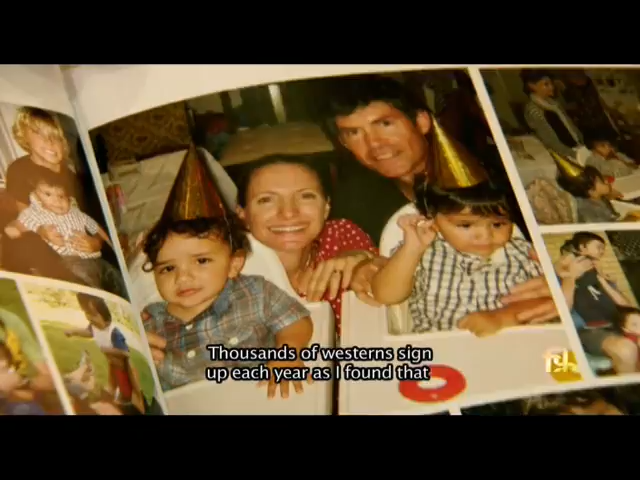 Thousands of westerns sign
up each year as I found that